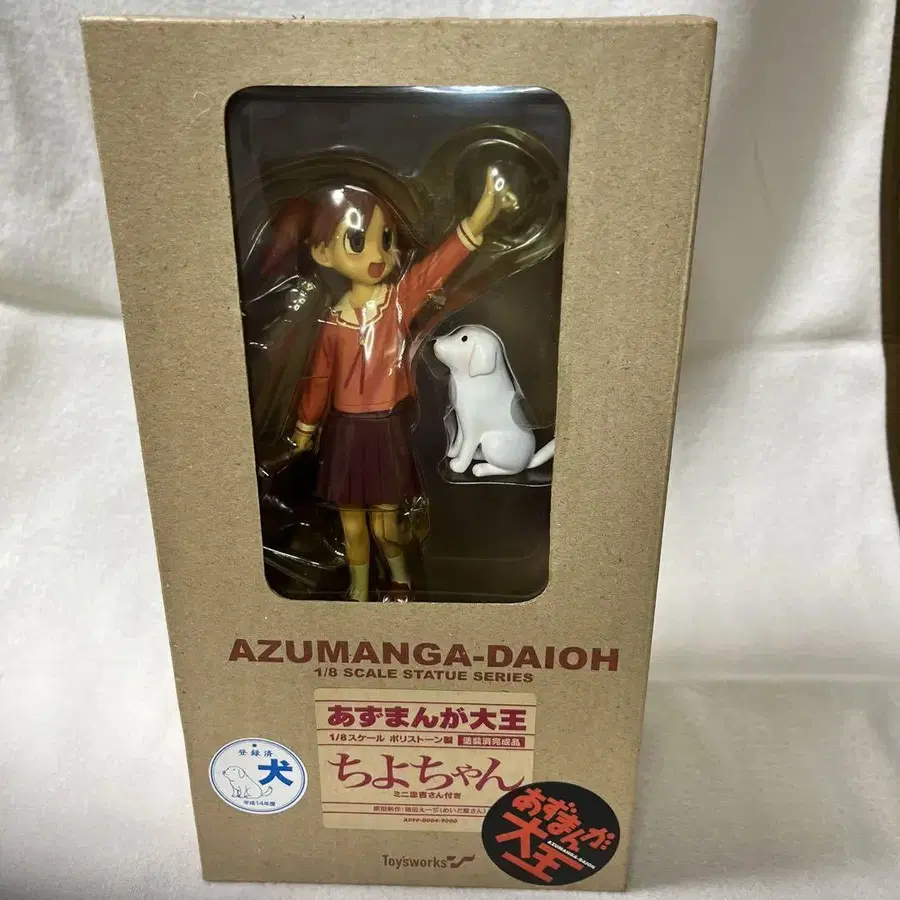 AZUMANGA-DAIOH
1/8 SCALE STATUE SERIES
あずまんが大王
1/8スケール ポリストーン製 塗装済完成品
ちよちゃん
ミニ忠吉さん付き
登録済
犬
平成14年度
あずまんが
大王
AZUMANGA-DAIOH
Toy'sworks